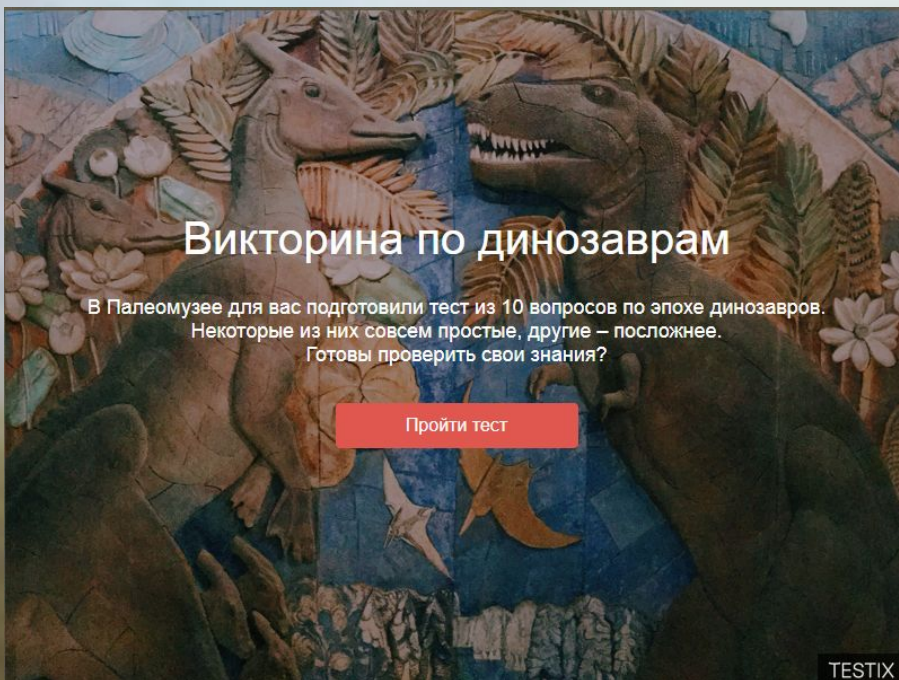 Викторина по динозаврам
В Палеомузее для вас подготовили тест из 10 вопросов по эпохе динозавров.
Некоторые из них совсем простые, другие – посложнее.
Готовы проверить свои знания?
Пройти тест
TESTIX